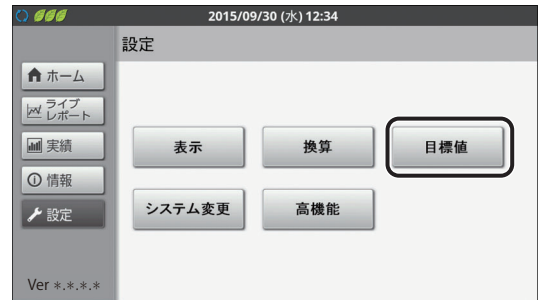 2015/09/30 (水) 12:34
設定
ホーム
ライブ
レポート
実績
情報
設定
表示
換算
目標値
システム変更
高機能
Ver *.*.*.*